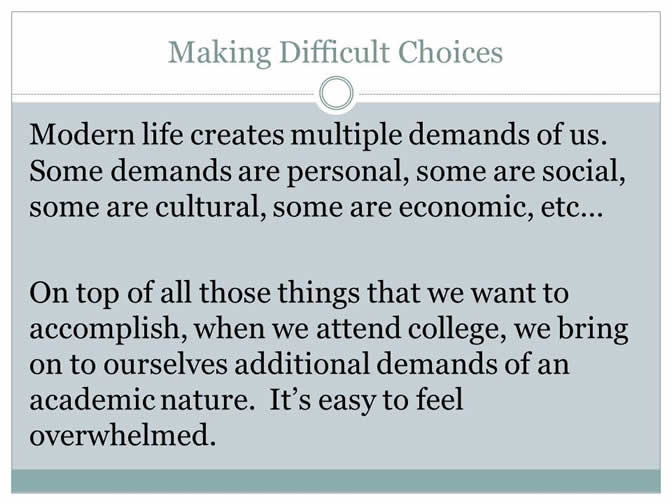 Making Difficult Choices
Modern life creates multiple demands of us.
Some demands are personal, some are social,
some are cultural, some are economic, etc…
On top of all those things that we want to
accomplish, when we attend college, we bring
on to ourselves additional demands of an
academic nature.  It’s easy to feel
overwhelmed.